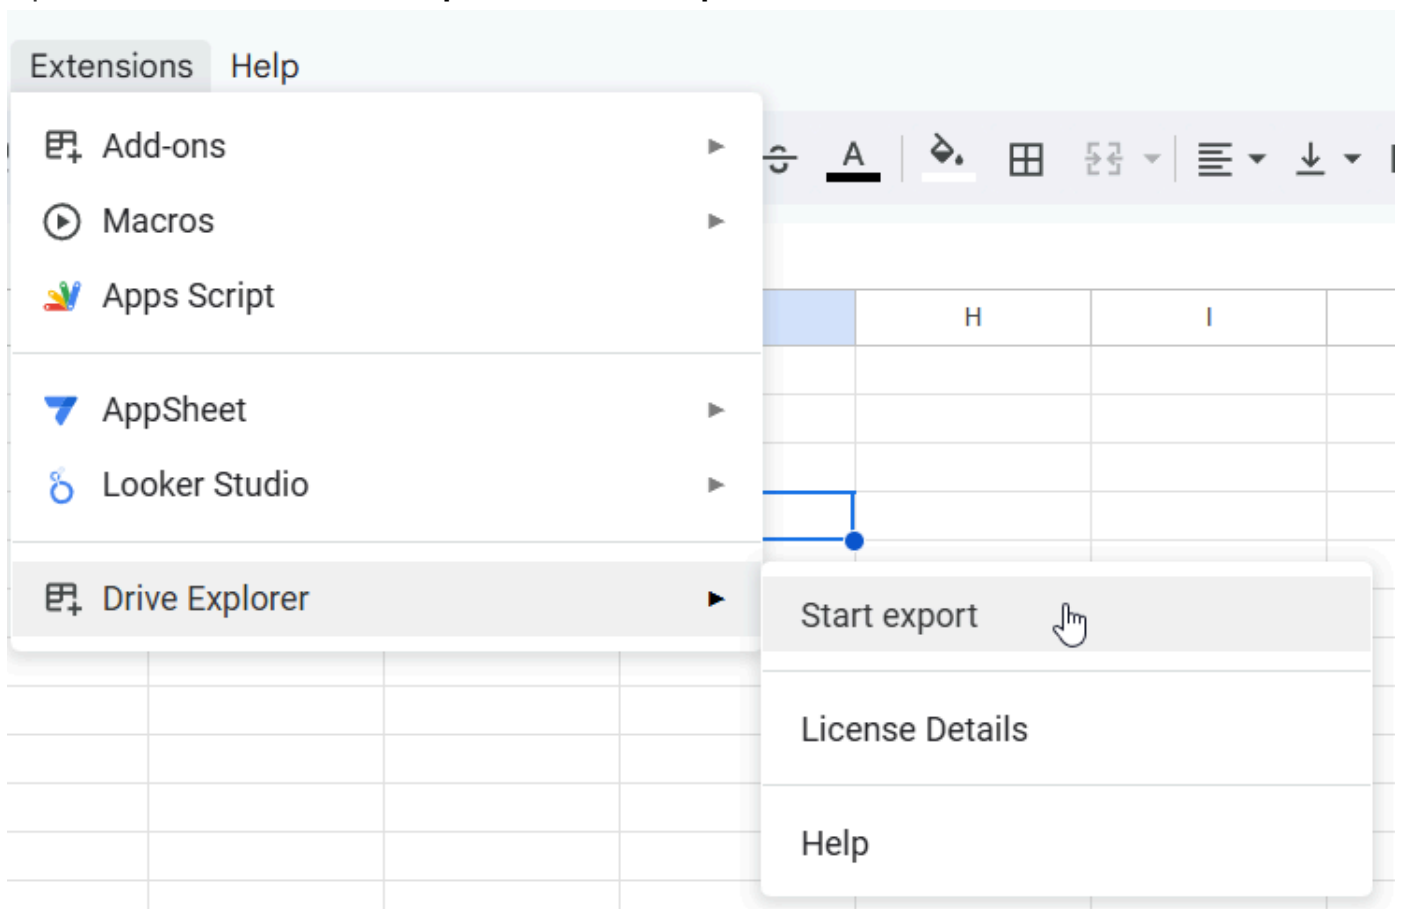 Extensions Help
Add-ons
Macros
Apps Script
A
H I
AppSheet
Looker Studio
Drive Explorer
Start export
License Details
Help